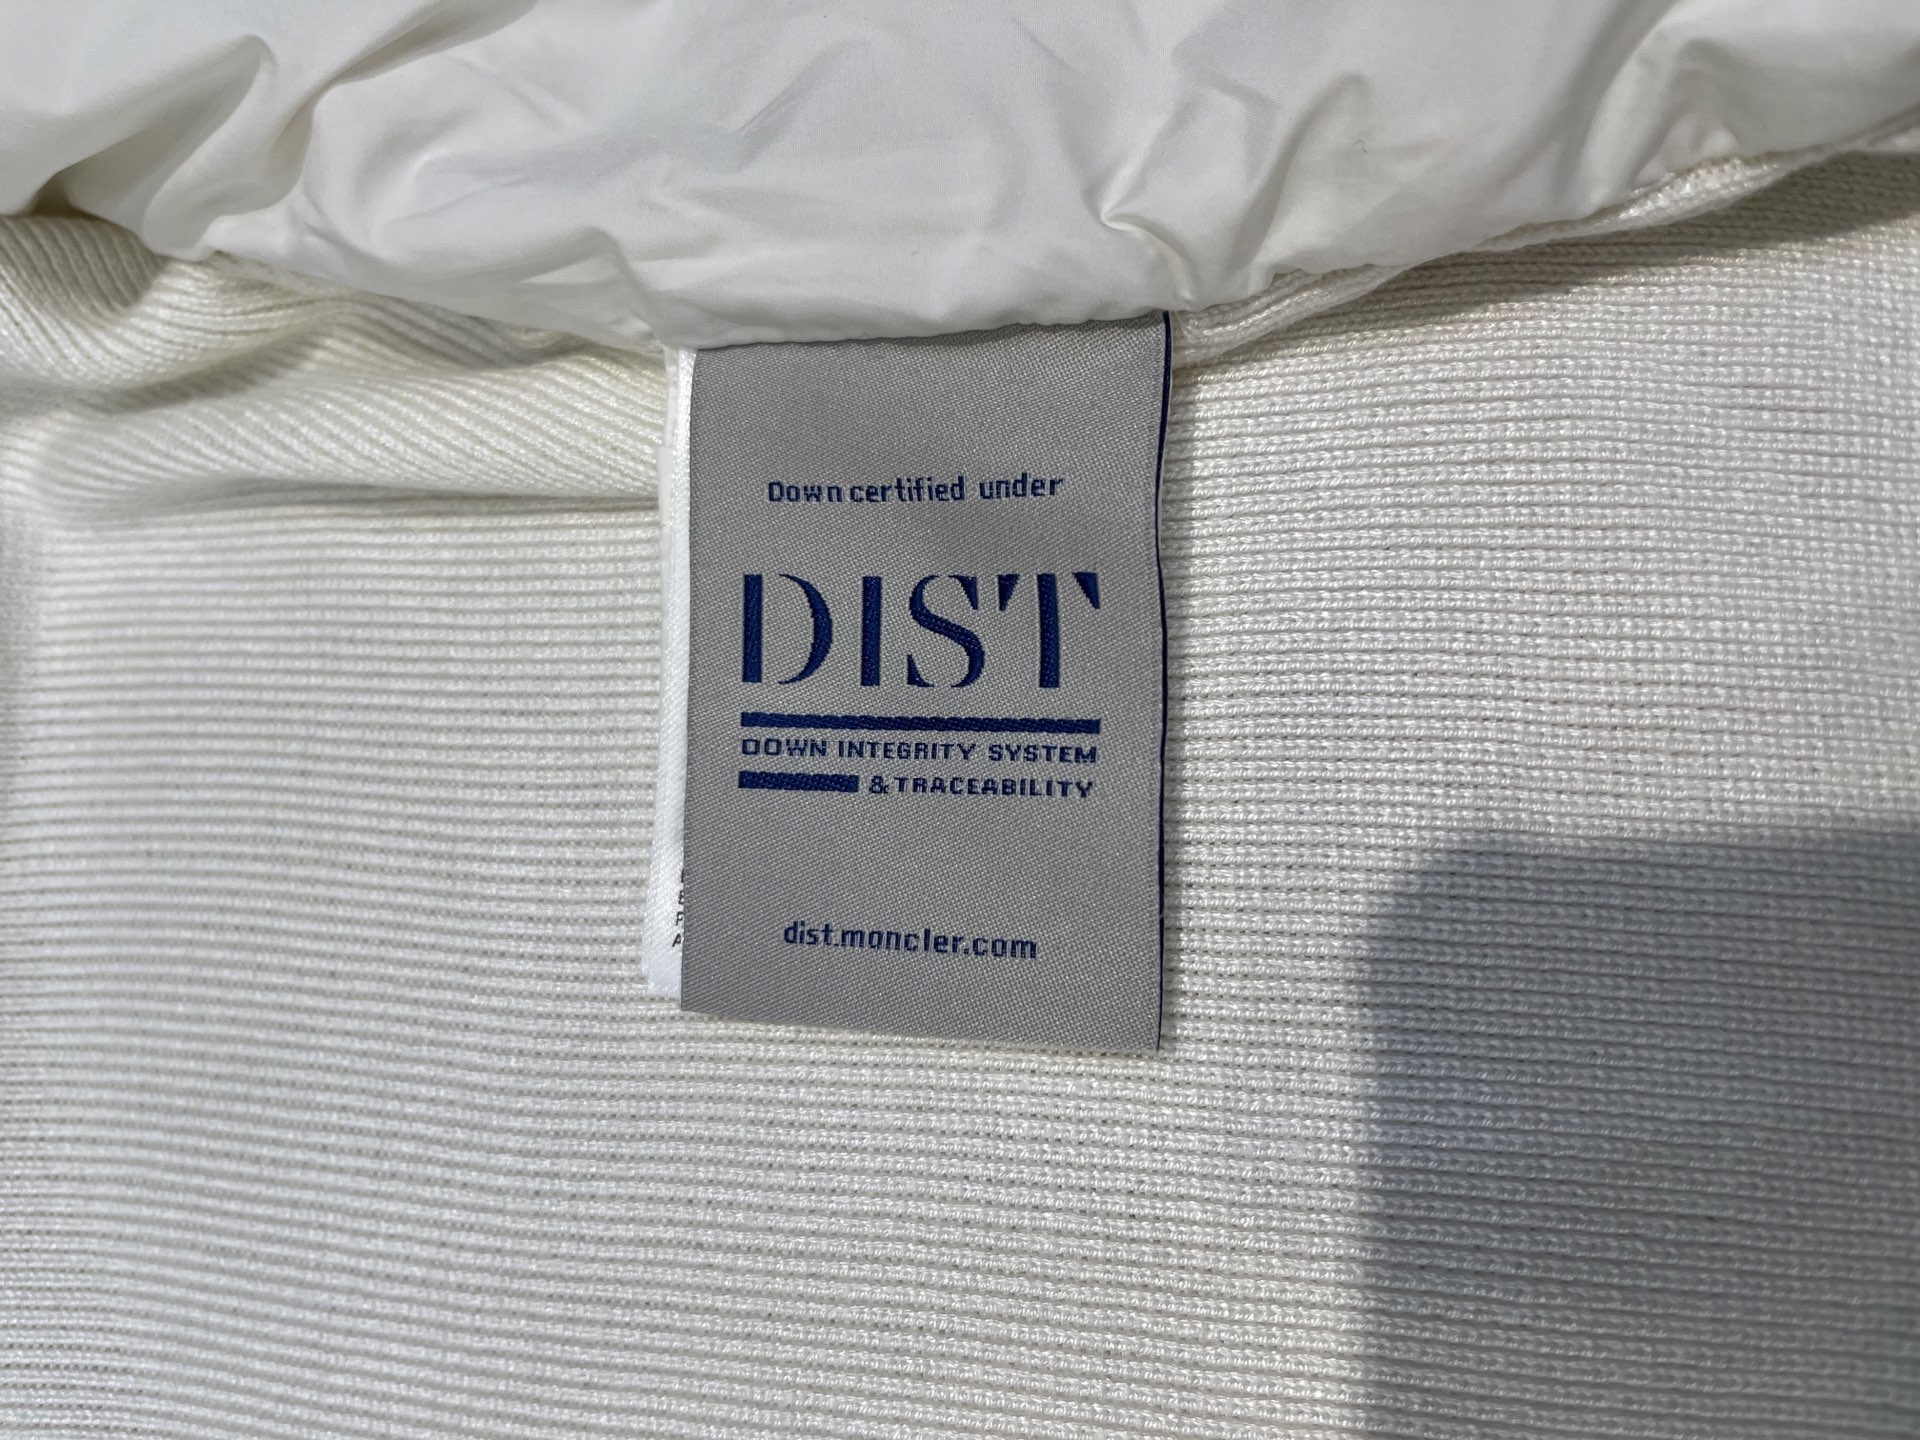 Down certified under
DIST
DOWN INTEGRITY SYSTEM
& TRACEABILITY
dist.moncler.com